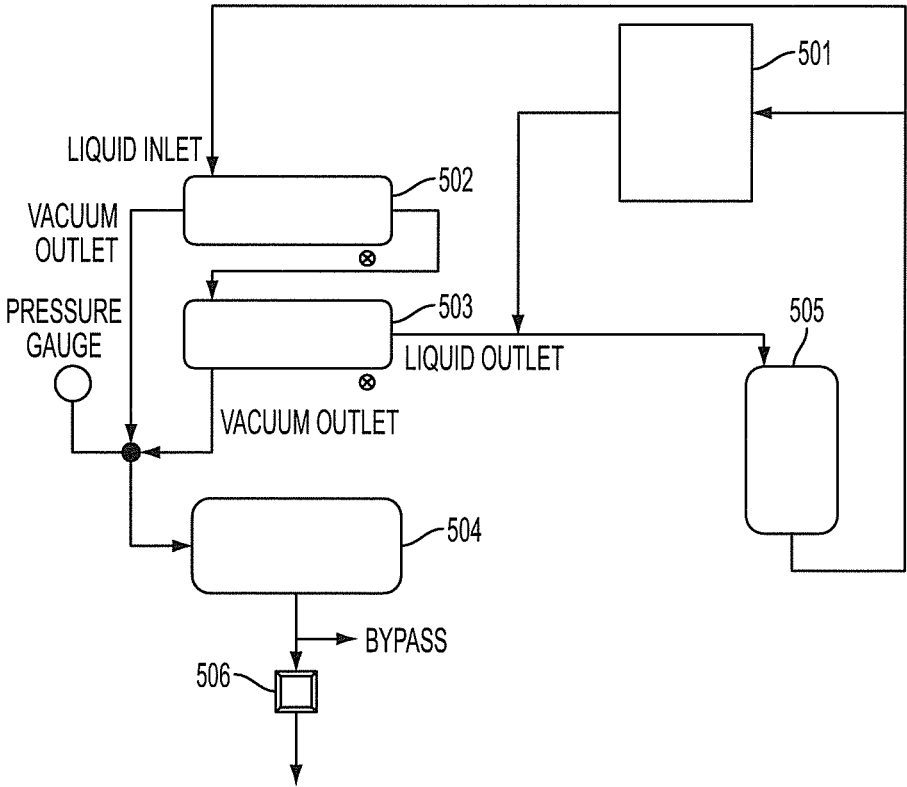 501
LIQUID INLET
502
VACUUM
OUTLET
PRESSURE
GAUGE
503
505
LIQUID OUTLET
VACUUM OUTLET
504
BYPASS
506